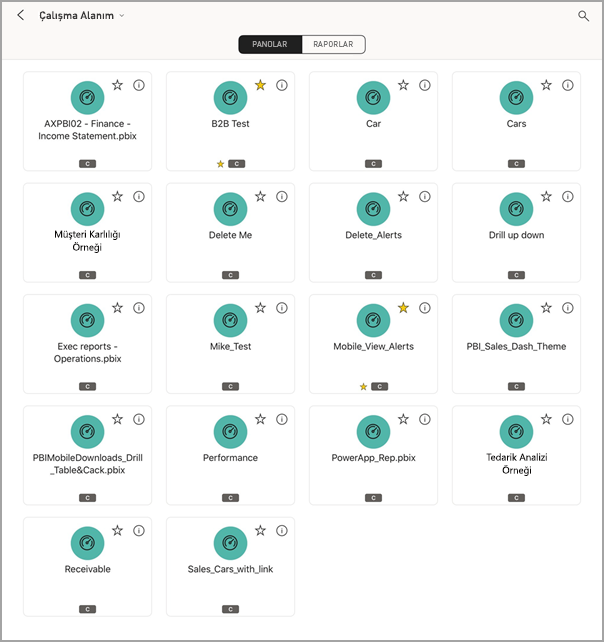 Çalışma Alanım
PANOLAR RAPORLAR
AXPBI02 - Finance -
Income Statement.pbix
C
B2B Test
C
Car
C
Cars
C
Müşteri Karlılığı
Örneği
C
Delete Me
C
Delete_Alerts
C
Drill up down
C
Exec reports -
Operations.pbix
C
Mike_Test
C
Mobile_View_Alerts
C
PBI_Sales_Dash_Theme
C
PBIMobileDownloads_Drill
_Table&Cack.pbix
C
Performance
C
PowerApp_Rep.pbix
C
Tedarik Analizi
Örneği
C
Receivable
C
Sales_Cars_with_link
C